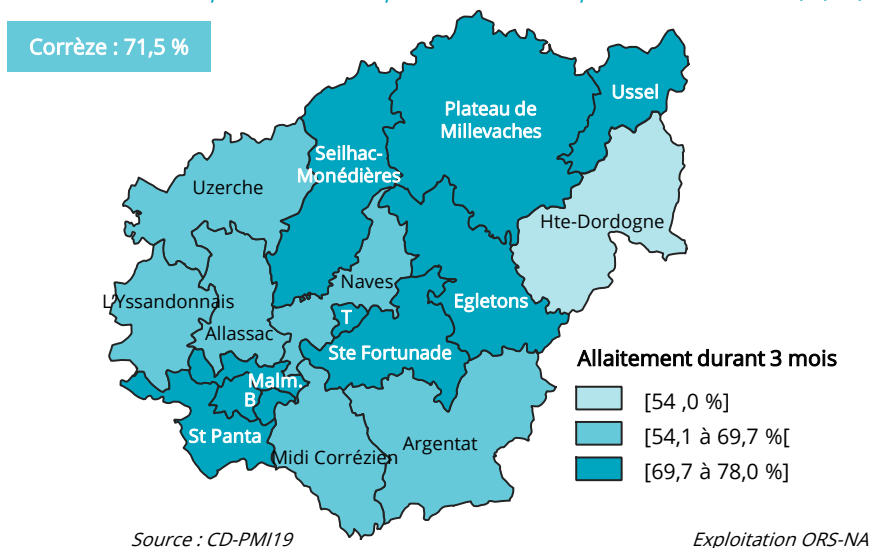 Corrèze : 71,5 %
Ussel
Plateau de
Millevaches
Seilhac-
Monédières
Uzerche
Hte-Dordogne
Naves
L'Yssandonnais
Egletons
T
Allassac
Ste Fortunade
Malm.
B
St Panta
Midi Corrézien
Argentat
Allaitement durant 3 mois
[54 ,0 %]
[54,1 à 69,7 %[
[69,7 à 78,0 %]
Source : CD-PMI19
Exploitation ORS-NA